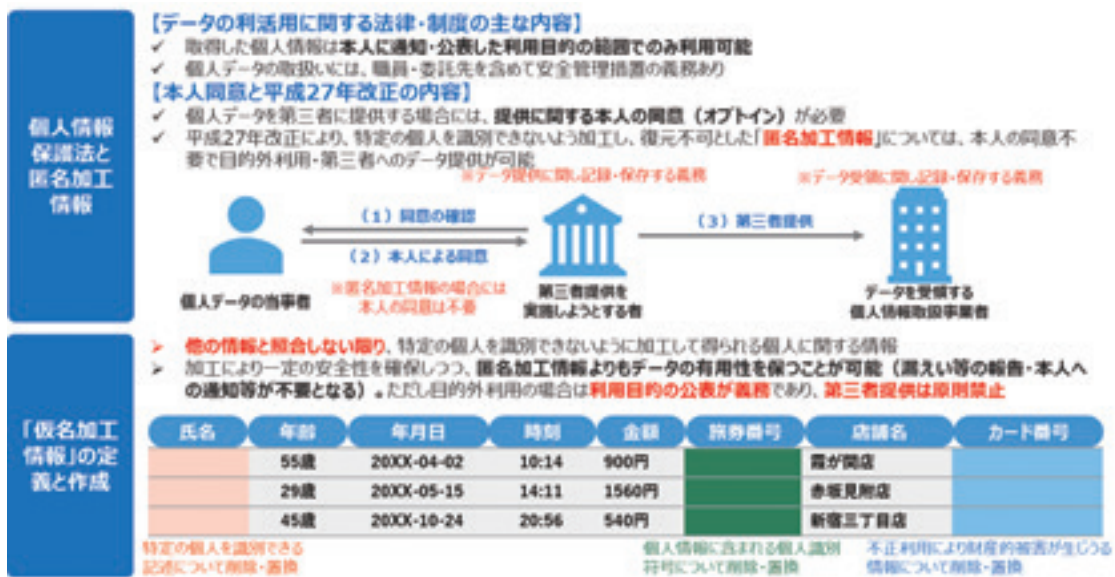 【データの利活用に関する法律・制度の主な内容】
✓ 取得した個人情報は本人に通知・公表した利用目的の範囲でのみ利用可能
✓ 個人データの取扱いには、職員・委託先を含めて安全管理措置の義務あり
【本人同意と平成27年改正の内容】
✓ 個人データを第三者に提供する場合には、提供に関する本人の同意（オプトイン）が必要
✓ 平成27年改正により、特定の個人を識別できないよう加工し、復元不可とした「匿名加工情報」については、本人の同意不
要で目的外利用・第三者へのデータ提供が可能
個人情報
保護法と
匿名加工
情報
※データ提供に関し記録・保存する義務
※データ受領に関し記録・保存する義務
（1）同意の確認
（2）本人による同意
（3）第三者提供
※匿名加工情報の場合には
本人の同意は不要
個人データの当事者
第三者提供を
実施しようとする者
データを受領する
個人情報取扱事業者
➢ 他の情報と照合しない限り、特定の個人を識別できないように加工して得られる個人に関する情報
➢ 加工により一定の安全性を確保しつつ、匿名加工情報よりもデータの有用性を保つことが可能（漏えい等の報告・本人へ
の通知等が不要となる）。ただし目的外利用の場合は利用目的の公表が義務であり、第三者提供は原則禁止
「仮名加工
情報」の定
義と作成
氏名 年齢 年月日 時刻 金額 旅券番号 店舗名 カード番号
55歳 20XX-04-02 10:14 900円 霞が関店
29歳 20XX-05-15 14:11 1560円 赤坂見附店
45歳 20XX-10-24 20:56 540円 新宿三丁目店
特定の個人を識別できる
記述について削除・置換
個人情報に含まれる個人識別
符号について削除・置換
不正利用により財産的被害が生じうる
情報について削除・置換